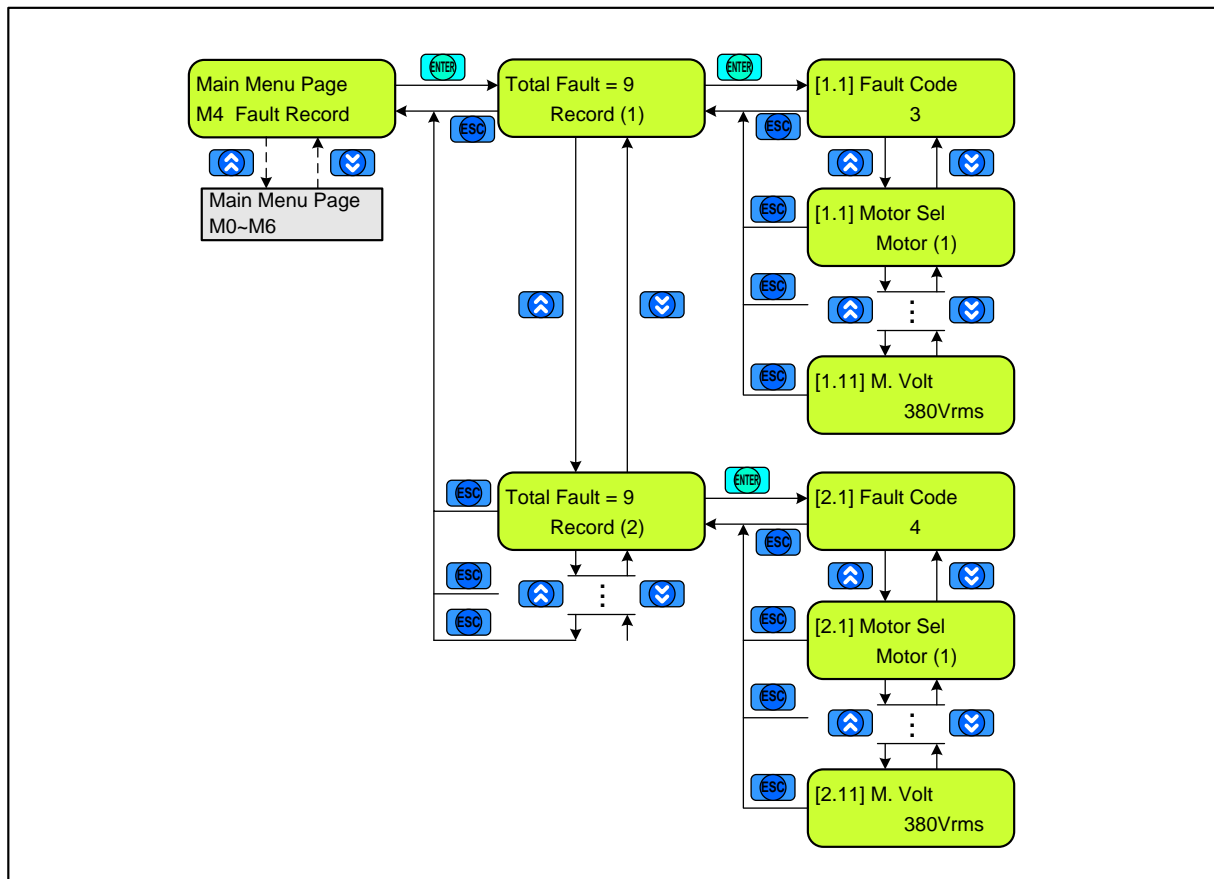 ENTER
ENTER
Main Menu Page
M4 Fault Record
Total Fault = 9
Record (1)
[1.1] Fault Code
3
ESC
ESC
Main Menu Page
M0~M6
[1.1] Motor Sel
Motor (1)
ESC
ESC
⋮
ESC
[1.11] M. Volt
380Vrms
ENTER
ESC
Total Fault = 9
Record (2)
[2.1] Fault Code
4
ESC
ESC
⋮
ESC
[2.1] Motor Sel
Motor (1)
ESC
ESC
⋮
ESC
[2.11] M. Volt
380Vrms